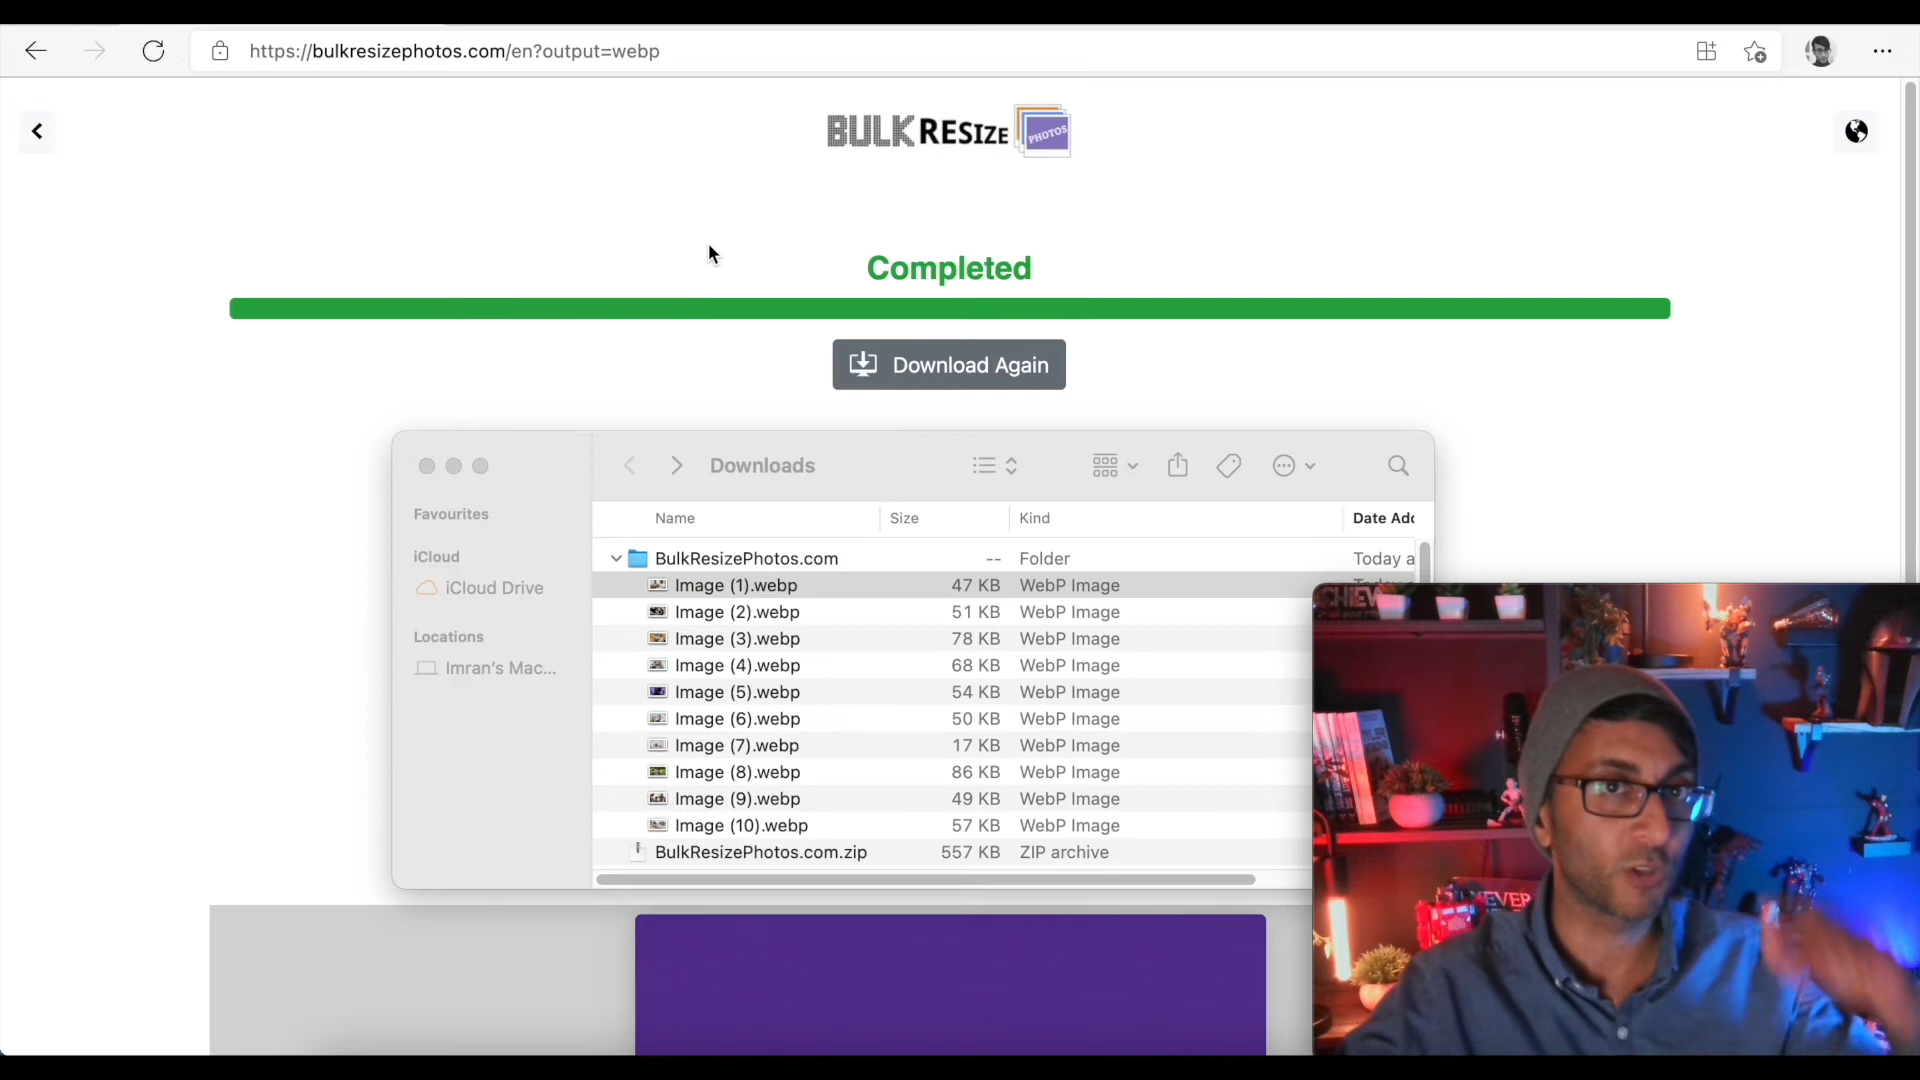 https://bulkresizephotos.com/en?output=webp
BULK RESIZE PHOTOS
Completed
Download Again
Downloads
Favourites
iCloud
iCloud Drive
Locations
Imran's Mac...
Name Size Kind Date Adc
BulkResizePhotos.com -- Folder Today a
Image (1).webp 47 KB WebP Image
Image (2).webp 51 KB WebP Image
Image (3).webp 78 KB WebP Image
Image (4).webp 68 KB WebP Image
Image (5).webp 54 KB WebP Image
Image (6).webp 50 KB WebP Image
Image (7).webp 17 KB WebP Image
Image (8).webp 86 KB WebP Image
Image (9).webp 49 KB WebP Image
Image (10).webp 57 KB WebP Image
BulkResizePhotos.com.zip 557 KB ZIP archive